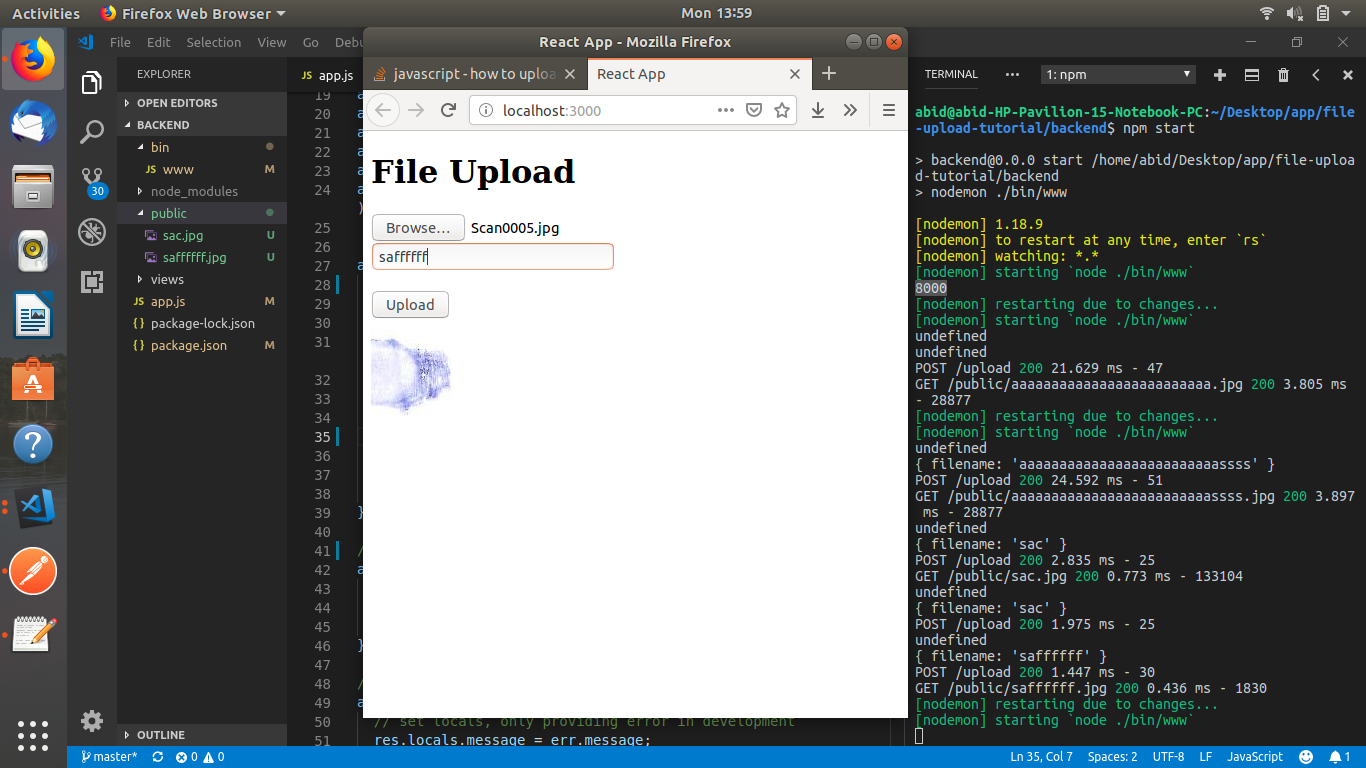 Activities Firefox Web Browser Mon 13:59
File Edit Selection View Go Debu
React App - Mozilla Firefox
javascript - how to uploa
React App
localhost:3000
File Upload
Browse... Scan0005.jpg
saffffff
Upload
EXPLORER
OPEN EDITORS
BACKEND
bin
JS www M
node_modules
public
sac.jpg U
saffffff.jpg U
views
JS app.js M
{ } package-lock.json
{ } package.json M
OUTLINE
30
JS app.js
19 a
20 a
21 a
22 a
23 a
24 a
)
25
26
27 a
28
29
30
31
32
33
34
35
36
37
38
39 }
40
41 /
42 a
43
44
45
46 }
47
48 /
49 a
50 // set locals, only providing error in development
51 res.locals.message = err.message;
TERMINAL ... 1: npm
abid@abid-HP-Pavilion-15-Notebook-PC:~/Desktop/app/file
-upload-tutorial/backend$ npm start
> backend@0.0.0 start /home/abid/Desktop/app/file-uploa
d-tutorial/backend
> nodemon ./bin/www
[nodemon] 1.18.9
[nodemon] to restart at any time, enter `rs`
[nodemon] watching: *.*
[nodemon] starting `node ./bin/www`
8000
[nodemon] restarting due to changes...
[nodemon] starting `node ./bin/www`
undefined
undefined
POST /upload 200 21.629 ms - 47
GET /public/aaaaaaaaaaaaaaaaaaaaaaaaa.jpg 200 3.805 ms
- 28877
[nodemon] restarting due to changes...
[nodemon] starting `node ./bin/www`
undefined
{ filename: 'aaaaaaaaaaaaaaaaaaaaaaaaassss' }
POST /upload 200 24.592 ms - 51
GET /public/aaaaaaaaaaaaaaaaaaaaaaaaassss.jpg 200 3.897
ms - 28877
undefined
{ filename: 'sac' }
POST /upload 200 2.835 ms - 25
GET /public/sac.jpg 200 0.773 ms - 133104
undefined
{ filename: 'sac' }
POST /upload 200 1.975 ms - 25
undefined
{ filename: 'saffffff' }
POST /upload 200 1.447 ms - 30
GET /public/saffffff.jpg 200 0.436 ms - 1830
[nodemon] restarting due to changes...
[nodemon] starting `node ./bin/www`
master* 0 0 Ln 35, Col 7 Spaces: 2 UTF-8 LF JavaScript 1